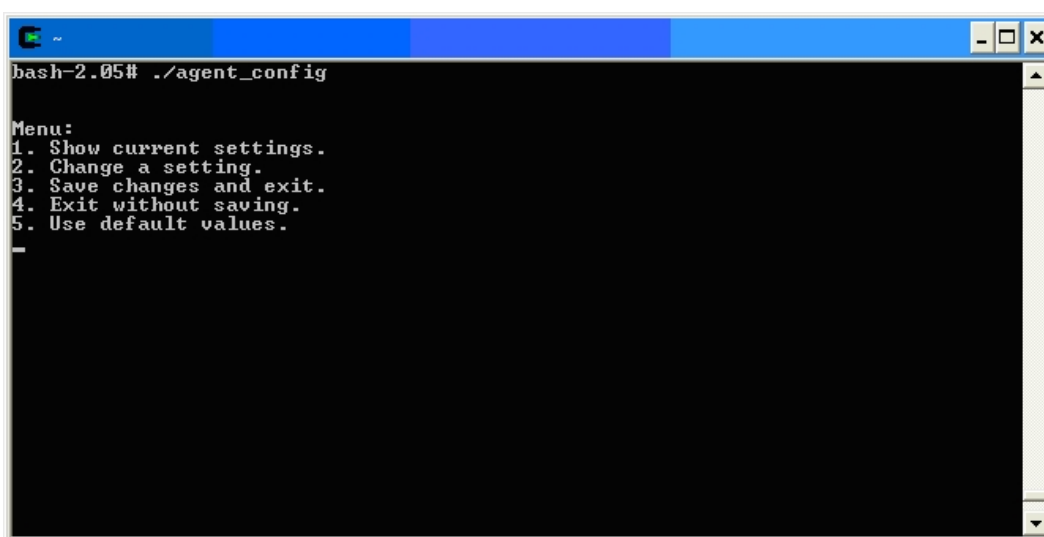 ~
bash-2.05# ./agent_config
Menu:
1. Show current settings.
2. Change a setting.
3. Save changes and exit.
4. Exit without saving.
5. Use default values.